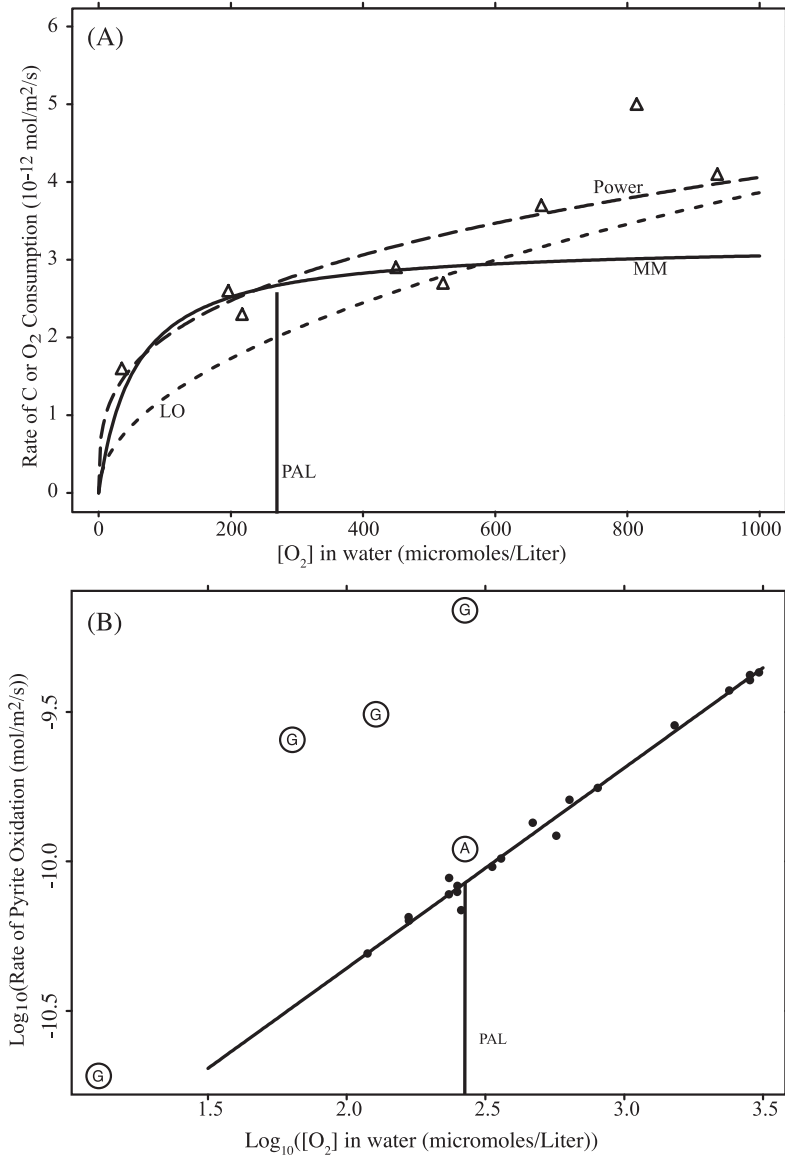 (A)
Rate of C or O2 Consumption (10-12 mol/m2/s)
6
5
4
3
2
1
0
Power
MM
LO
PAL
0 200 400 600 800 1000
[O2] in water (micromoles/Liter)
(B)
Log10(Rate of Pyrite Oxidation (mol/m2/s))
-9.5
-10.0
-10.5
G
G
G
A
G
PAL
1.5 2.0 2.5 3.0 3.5
Log10([O2] in water (micromoles/Liter))